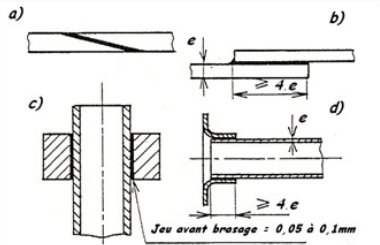 a)
b)
e
≥ 4.e
c)
d)
e
≥ 4.e
Jeu avant brasage = 0,05 à 0,1mm